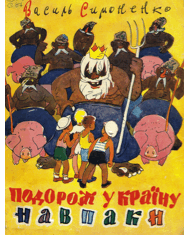 Василь Симоненко
Подорож у країну
навпаки